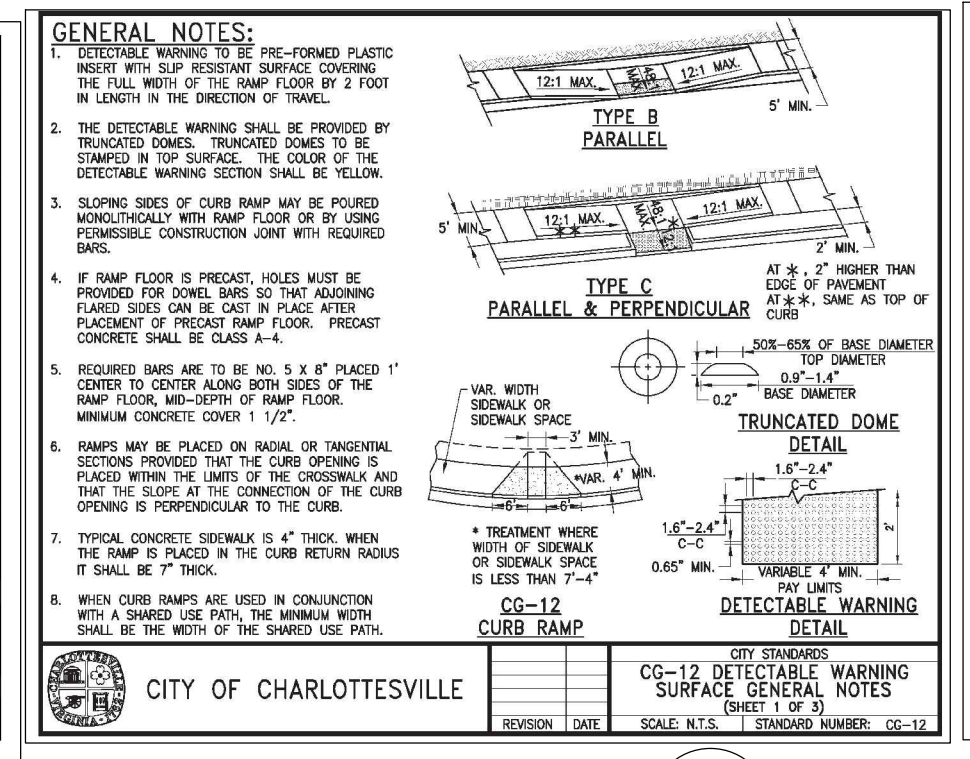 GENERAL NOTES:
1. DETECTABLE WARNING TO BE PRE-FORMED PLASTIC
INSERT WITH SLIP RESISTANT SURFACE COVERING
THE FULL WIDTH OF THE RAMP FLOOR BY 2 FOOT
IN LENGTH IN THE DIRECTION OF TRAVEL.
2. THE DETECTABLE WARNING SHALL BE PROVIDED BY
TRUNCATED DOMES. TRUNCATED DOMES TO BE
STAMPED IN TOP SURFACE. THE COLOR OF THE
DETECTABLE WARNING SECTION SHALL BE YELLOW.
3. SLOPING SIDES OF CURB RAMP MAY BE POURED
MONOLITHICALLY WITH RAMP FLOOR OR BY USING
PERMISSIBLE CONSTRUCTION JOINT WITH REQUIRED
BARS.
4. IF RAMP FLOOR IS PRECAST, HOLES MUST BE
PROVIDED FOR DOWEL BARS SO THAT ADJOINING
FLARED SIDES CAN BE CAST IN PLACE AFTER
PLACEMENT OF PRECAST RAMP FLOOR. PRECAST
CONCRETE SHALL BE CLASS A-4.
5. REQUIRED BARS ARE TO BE NO. 5 X 8" PLACED 1'
CENTER TO CENTER ALONG BOTH SIDES OF THE
RAMP FLOOR, MID-DEPTH OF RAMP FLOOR.
MINIMUM CONCRETE COVER 1 1/2".
6. RAMPS MAY BE PLACED ON RADIAL OR TANGENTIAL
SECTIONS PROVIDED THAT THE CURB OPENING IS
PLACED WITHIN THE LIMITS OF THE CROSSWALK AND
THAT THE SLOPE AT THE CONNECTION OF THE CURB
OPENING IS PERPENDICULAR TO THE CURB.
7. TYPICAL CONCRETE SIDEWALK IS 4" THICK. WHEN
THE RAMP IS PLACED IN THE CURB RETURN RADIUS
IT SHALL BE 7" THICK.
8. WHEN CURB RAMPS ARE USED IN CONJUNCTION
WITH A SHARED USE PATH, THE MINIMUM WIDTH
SHALL BE THE WIDTH OF THE SHARED USE PATH.
12:1 MAX.
48:1
MAX
12:1 MAX.
5' MIN.
TYPE B
PARALLEL
5' MIN.
12:1 MAX.
**
48:1
MAX
*
12:1 MAX.
2' MIN.
TYPE C
PARALLEL & PERPENDICULAR
AT *, 2" HIGHER THAN
EDGE OF PAVEMENT
AT **, SAME AS TOP OF
CURB
50%-65% OF BASE DIAMETER
TOP DIAMETER
0.9"-1.4"
BASE DIAMETER
0.2"
TRUNCATED DOME
DETAIL
VAR. WIDTH
SIDEWALK OR
SIDEWALK SPACE
3' MIN.
*VAR. 4' MIN.
6'
6'
* TREATMENT WHERE
WIDTH OF SIDEWALK
OR SIDEWALK SPACE
IS LESS THAN 7'-4"
CG-12
CURB RAMP
1.6"-2.4"
C-C
1.6"-2.4"
C-C
0.65" MIN.
2'
VARIABLE 4' MIN.
PAY LIMITS
DETECTABLE WARNING
DETAIL
CHARLOTTESVILLE
VIRGINIA-1762
CITY OF CHARLOTTESVILLE
REVISION DATE
CITY STANDARDS
CG-12 DETECTABLE WARNING
SURFACE GENERAL NOTES
(SHEET 1 OF 3)
SCALE: N.T.S. STANDARD NUMBER: CG-12